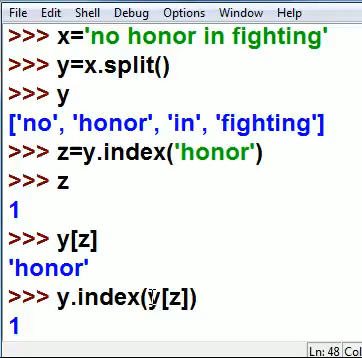 File Edit Shell Debug Options Window Help
>>> x='no honor in fighting'
>>> y=x.split()
>>> y
['no', 'honor', 'in', 'fighting']
>>> z=y.index('honor')
>>> z
1
>>> y[z]
'honor'
>>> y.index(y[z])
1
Ln: 48 Col